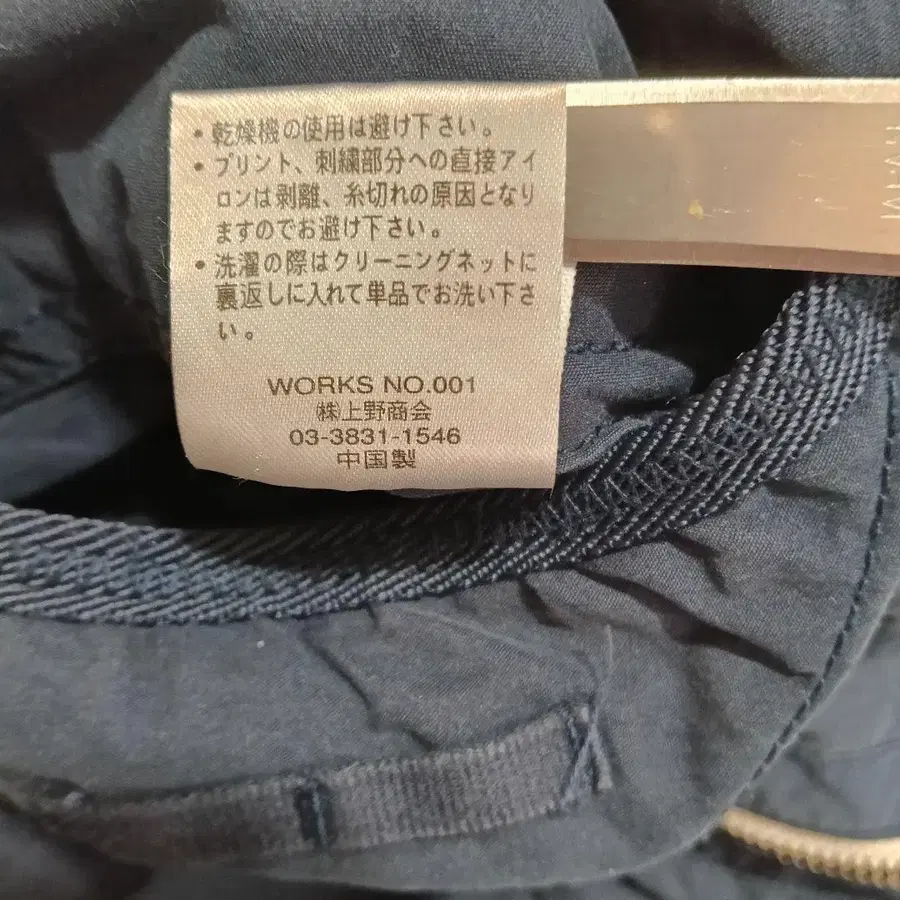 ・乾燥機の使用は避け下さい。
・プリント、刺繍部分への直接アイ
ロンは剥離、糸切れの原因となり
ますのでお避け下さい。
・洗濯の際はクリーニングネットに
裏返しに入れて単品でお洗い下さ
い。
WORKS NO.001
㈱上野商会
03-3831-1546
中国製